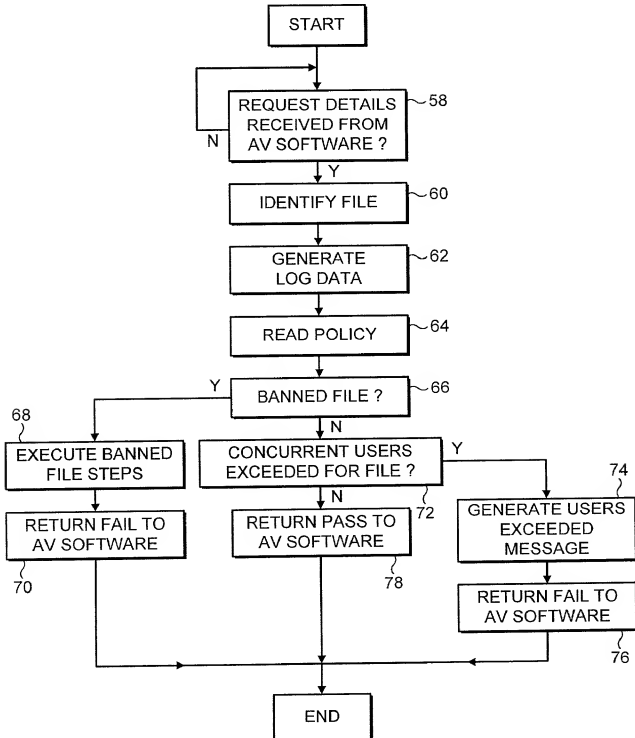 START
REQUEST DETAILS
RECEIVED FROM
AV SOFTWARE ?
58
N
Y
IDENTIFY FILE
60
GENERATE
LOG DATA
62
READ POLICY
64
Y
BANNED FILE ?
66
N
68
EXECUTE BANNED
FILE STEPS
CONCURRENT USERS
EXCEEDED FOR FILE ?
Y
72
74
GENERATE USERS
EXCEEDED
MESSAGE
N
RETURN FAIL TO
AV SOFTWARE
70
RETURN PASS TO
AV SOFTWARE
78
RETURN FAIL TO
AV SOFTWARE
76
END